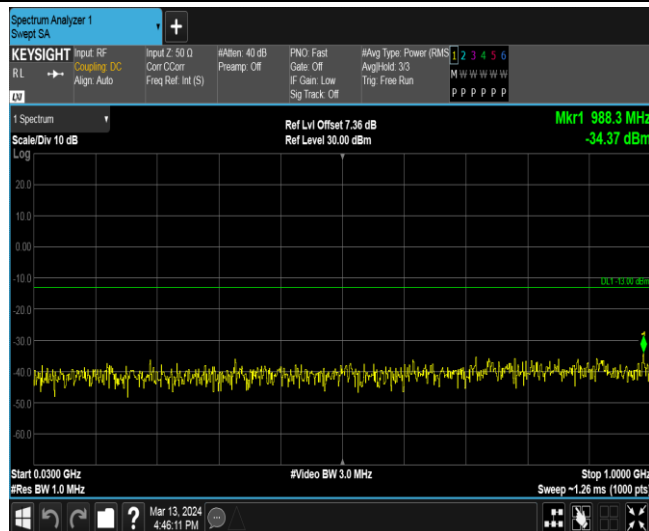 Spectrum Analyzer 1
Swept SA
+
KEYSIGHT
RL
Input: RF
Coupling: DC
Align: Auto
Input Z: 50 Ω
Corr CCorr
Freq Ref: Int (S)
#Atten: 40 dB
Preamp: Off
PNO: Fast
Gate: Off
IF Gain: Low
Sig Track: Off
#Avg Type: Power (RMS
Avg|Hold: 3/3
Trig: Free Run
1 2 3 4 5 6
M W W W W W
P P P P P P
1 Spectrum
Scale/Div 10 dB
Ref Lvl Offset 7.36 dB
Ref Level 30.00 dBm
Mkr1 988.3 MHz
-34.37 dBm
Log
20.0
10.0
0.00
-10.0
DL1 -13.00 dBm
-20.0
-30.0
1
-40.0
-50.0
-60.0
Start 0.0300 GHz
#Res BW 1.0 MHz
#Video BW 3.0 MHz
Stop 1.0000 GHz
Sweep ~1.26 ms (1000 pts)
?
Mar 13, 2024
4:46:11 PM